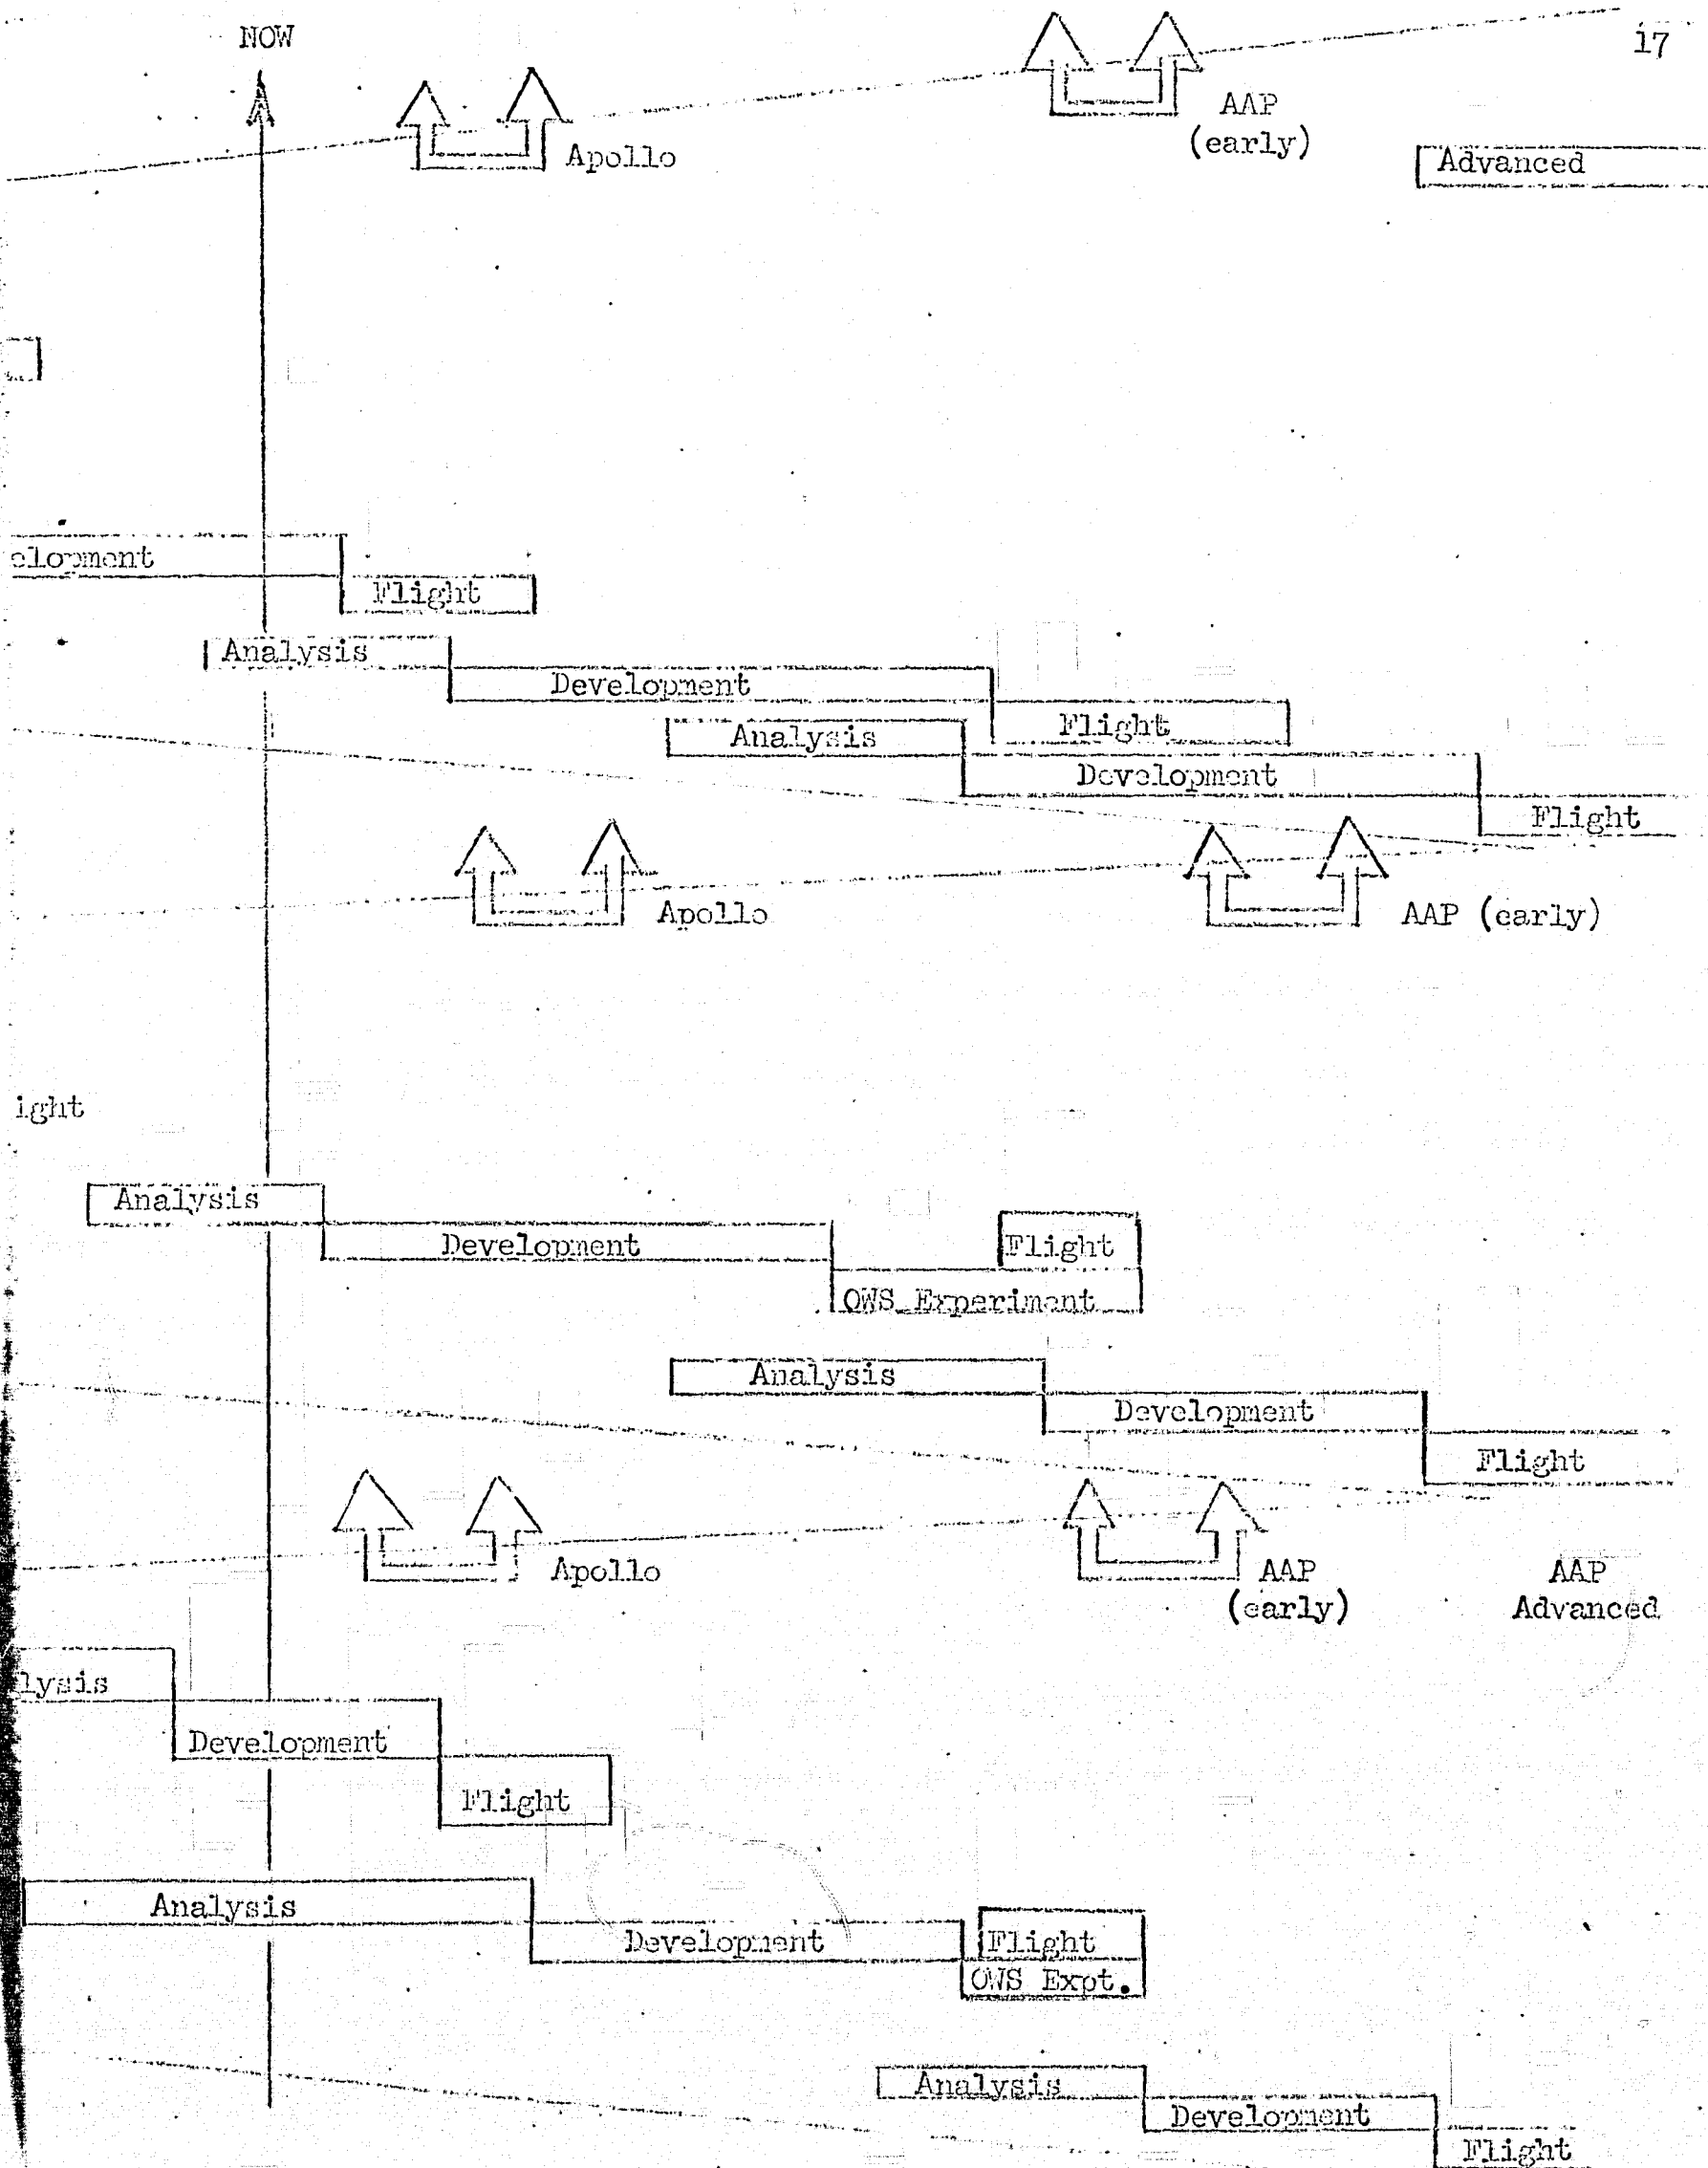 NOW
17
AAP
(early)
Apollo
Advanced
elopment
Flight
Analysis
Development
Flight
Analysis
Development
Flight
Apollo
AAP (early)
ight
Analysis
Development
Flight
OWS Experiment
Analysis
Development
Flight
Apollo
AAP
(early)
AAP
Advanced
lysis
Development
Flight
Analysis
Development
Flight
OWS Expt.
Analysis
Development
Flight